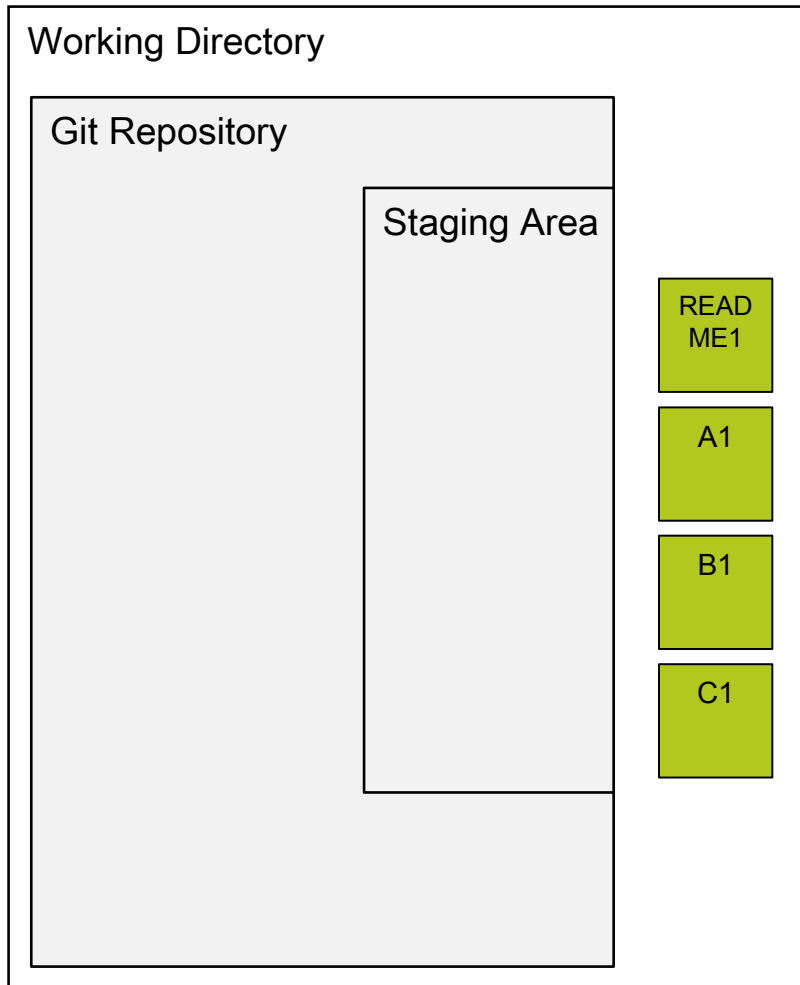 Working Directory
Git Repository
Staging Area
READ
ME1
A1
B1
C1